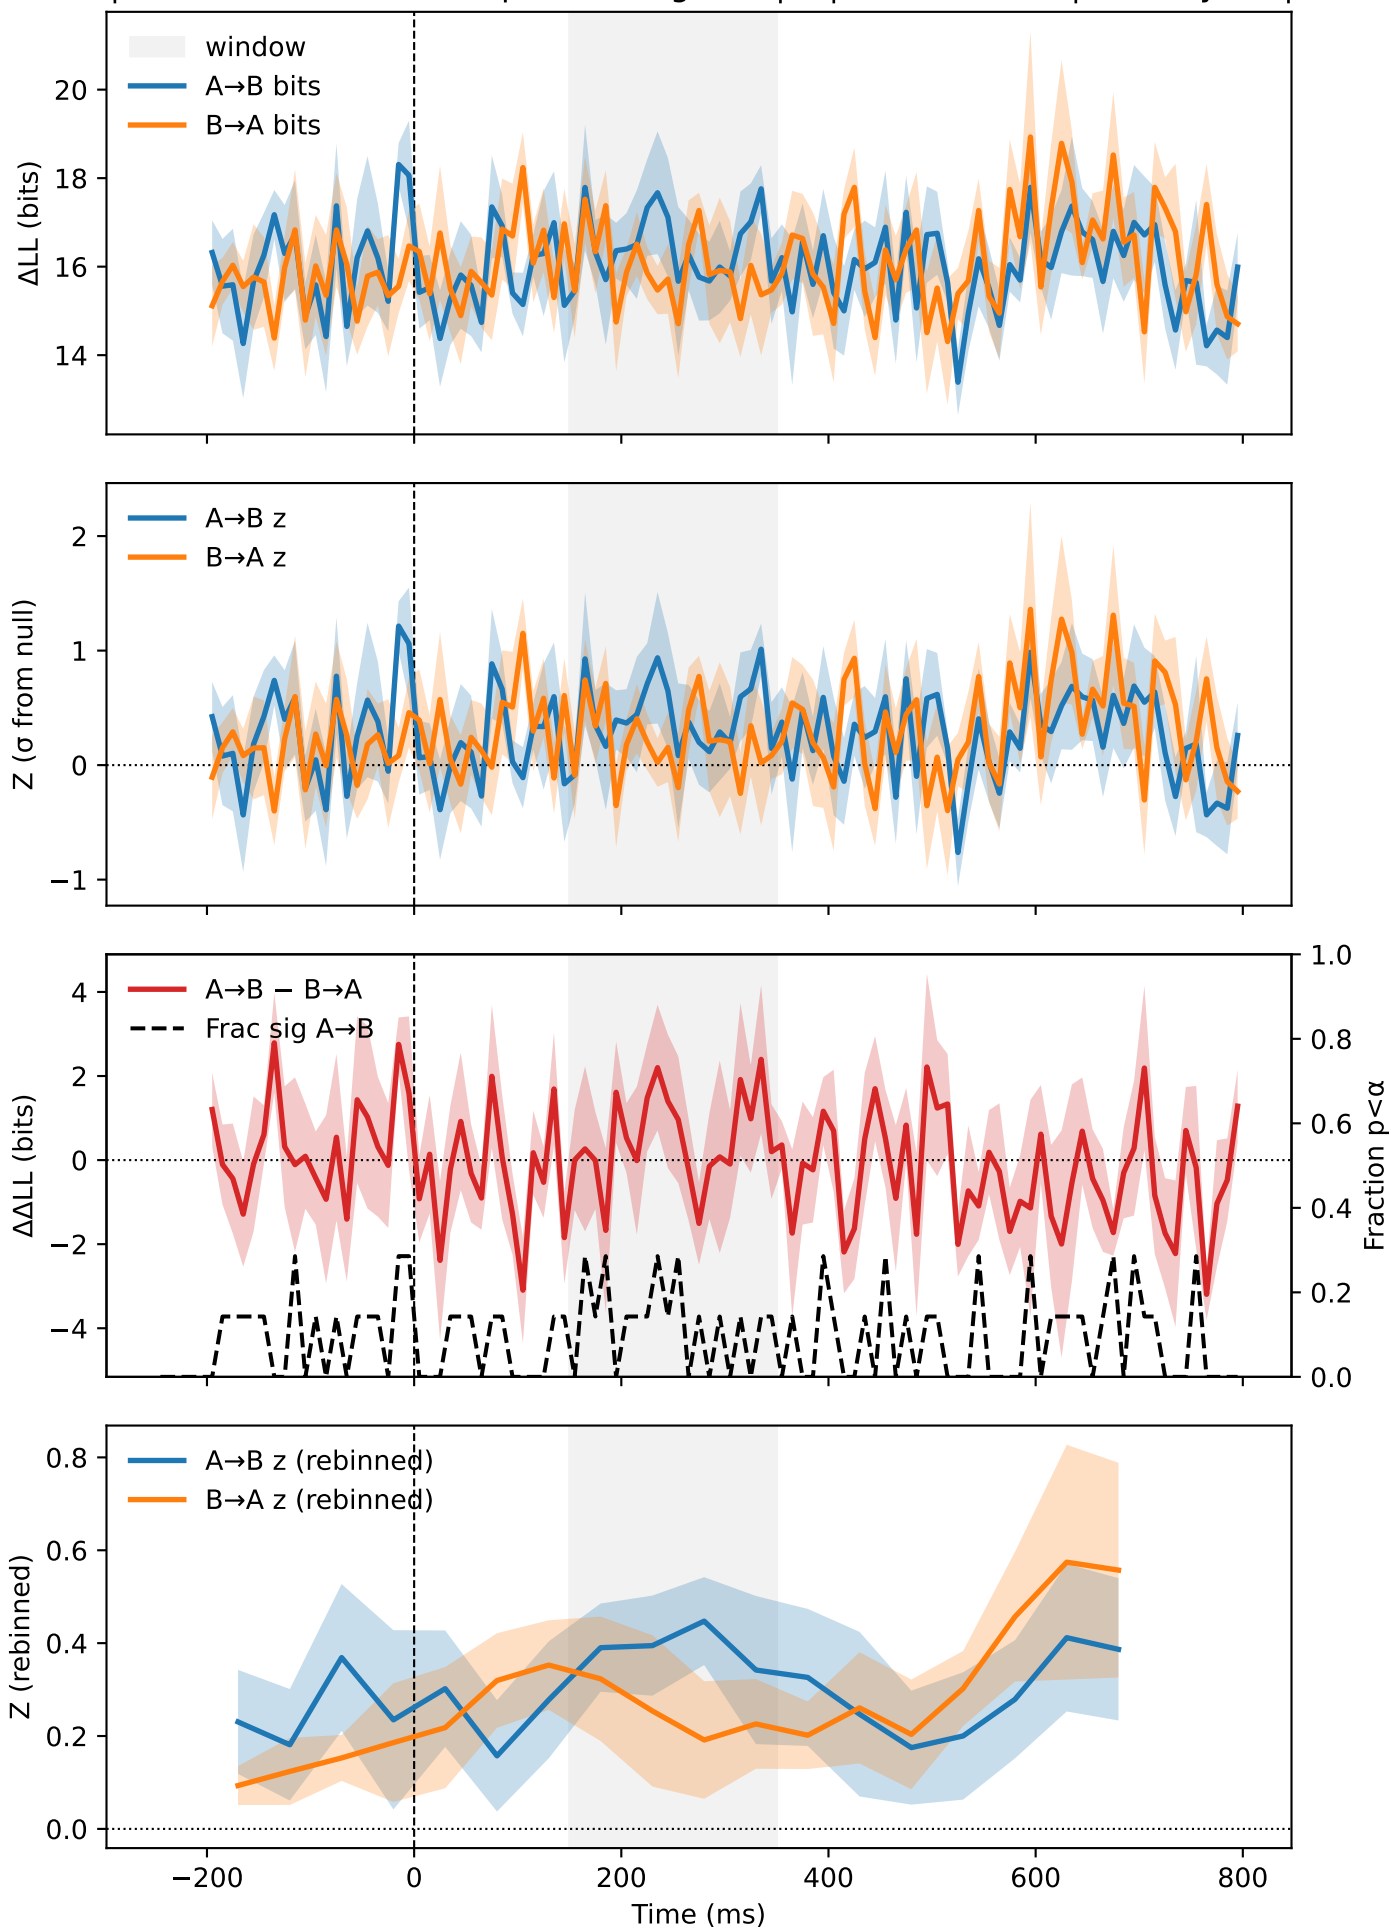 window
A→B bits
B→A bits
ΔLL (bits)
20
18
16
14
A→B z
B→A z
Z (σ from null)
2
1
0
−1
A→B − B→A
Frac sig A→B
ΔΔLL (bits)
4
2
0
−2
−4
1.0
0.8
0.6
0.4
0.2
0.0
Fraction p<α
A→B z (rebinned)
B→A z (rebinned)
Z (rebinned)
0.8
0.6
0.4
0.2
0.0
−200
0
200
400
600
800
Time (ms)